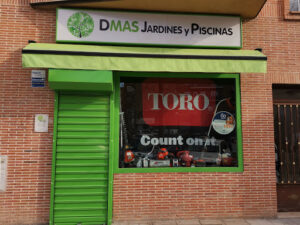 DMAS JARDINES Y PISCINAS
TORO
Count on it.